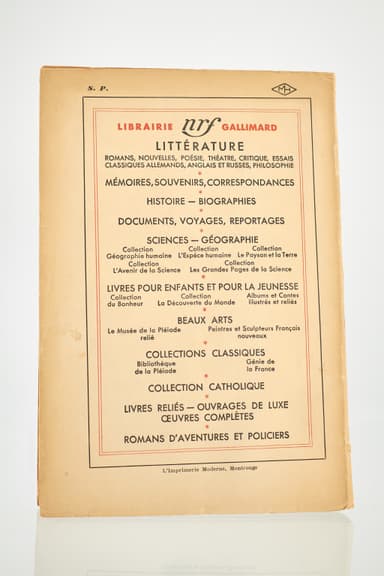 S. P.
MH
LIBRAIRIE nrf GALLIMARD
LITTÉRATURE
ROMANS, NOUVELLES, POÉSIE, THÉATRE, CRITIQUE, ESSAIS
CLASSIQUES ALLEMANDS, ANGLAIS ET RUSSES, PHILOSOPHIE
MÉMOIRES, SOUVENIRS, CORRESPONDANCES
HISTOIRE — BIOGRAPHIES
DOCUMENTS, VOYAGES, REPORTAGES
SCIENCES — GÉOGRAPHIE
Collection Collection Collection
Géographie humaine L'Espèce humaine Le Paysan et la Terre
Collection Collection
L'Avenir de la Science Les Grandes Pages de la Science
LIVRES POUR ENFANTS ET POUR LA JEUNESSE
Collection Collection Albums et Contes
du Bonheur La Découverte du Monde Illustrés et reliés
BEAUX ARTS
Le Musée de la Pléiade Peintres et Sculpteurs Français
relié nouveaux
COLLECTIONS CLASSIQUES
Bibliothèque Génie de
de la Pléiade la France
COLLECTION CATHOLIQUE
LIVRES RELIÉS — OUVRAGES DE LUXE
ŒUVRES COMPLÈTES
ROMANS D'AVENTURES ET POLICIERS
L'Imprimerie Moderne, Montrouge